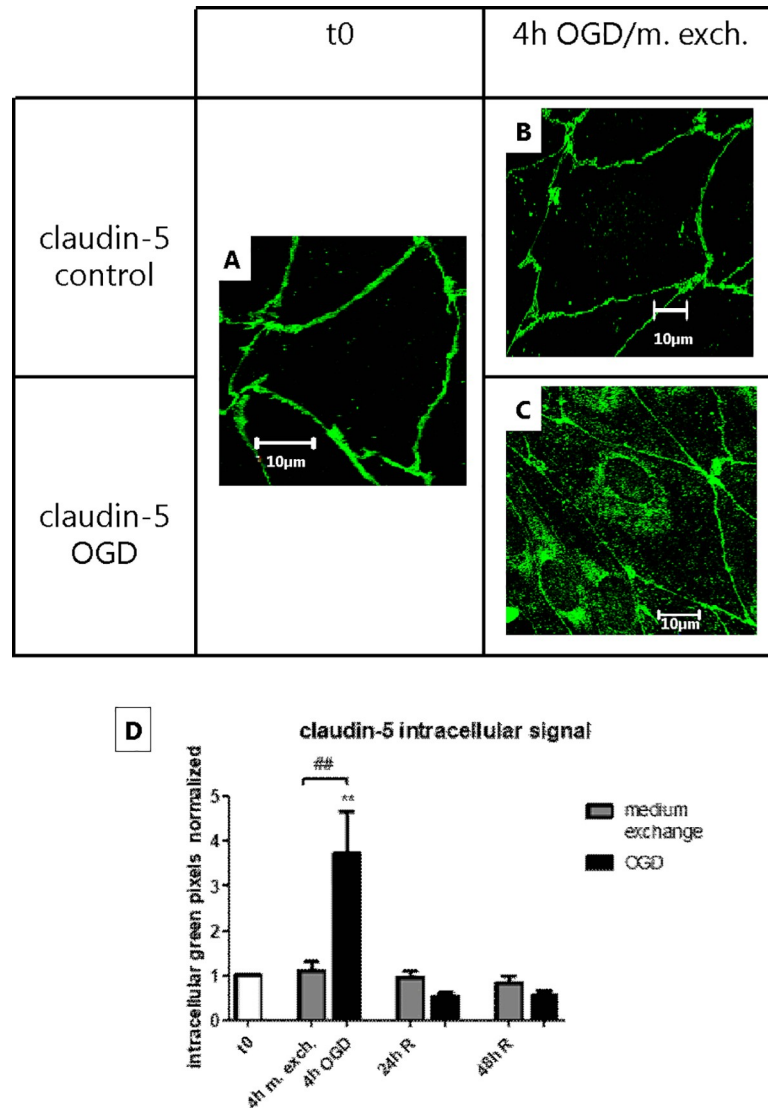 t0
4h OGD/m. exch.
claudin-5
control
A
10µm
B
10µm
claudin-5
OGD
C
10µm
D
claudin-5 intracellular signal
intracellular green pixels normalized
##
**
5
4
3
2
1
0
medium
exchange
OGD
t0
4h m. exch.
4h OGD
24h R
48h R